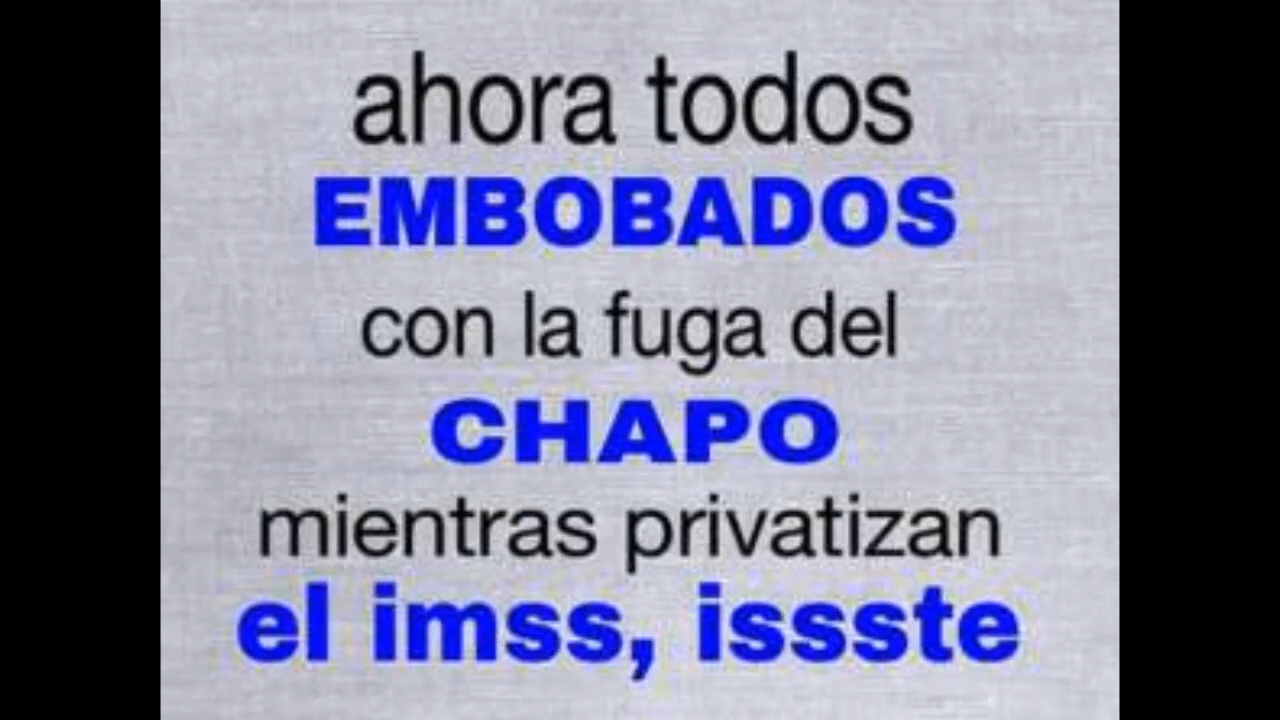 ahora todos
EMBOBADOS
con la fuga del
CHAPO
mientras privatizan
el imss, issste